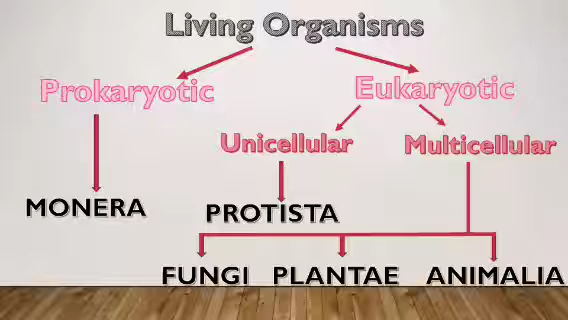 Living Organisms
Prokaryotic
Eukaryotic
Unicellular
Multicellular
MONERA
PROTISTA
FUNGI
PLANTAE
ANIMALIA